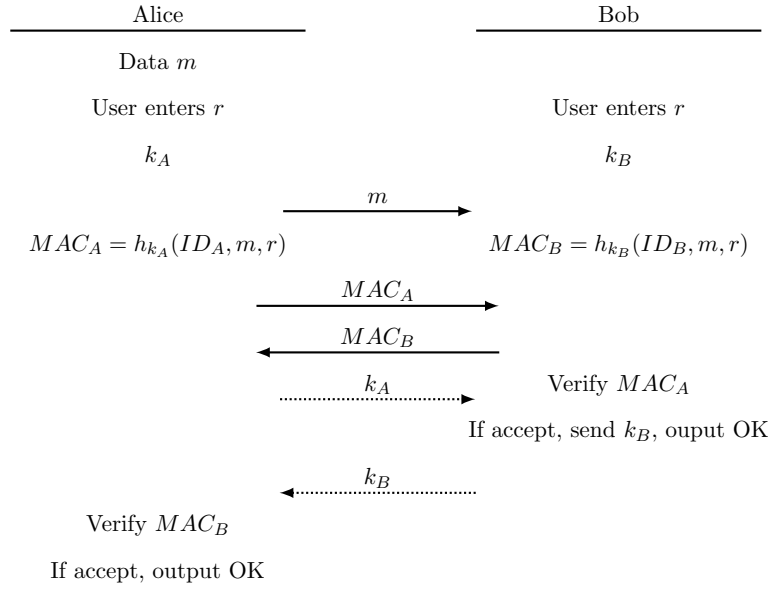 Alice Bob
Data m
User enters r User enters r
k_A k_B
m
MAC_A = h_{k_A}(ID_A, m, r) MAC_B = h_{k_B}(ID_B, m, r)
MAC_A
MAC_B
k_A Verify MAC_A
If accept, send k_B, ouput OK
k_B
Verify MAC_B
If accept, output OK